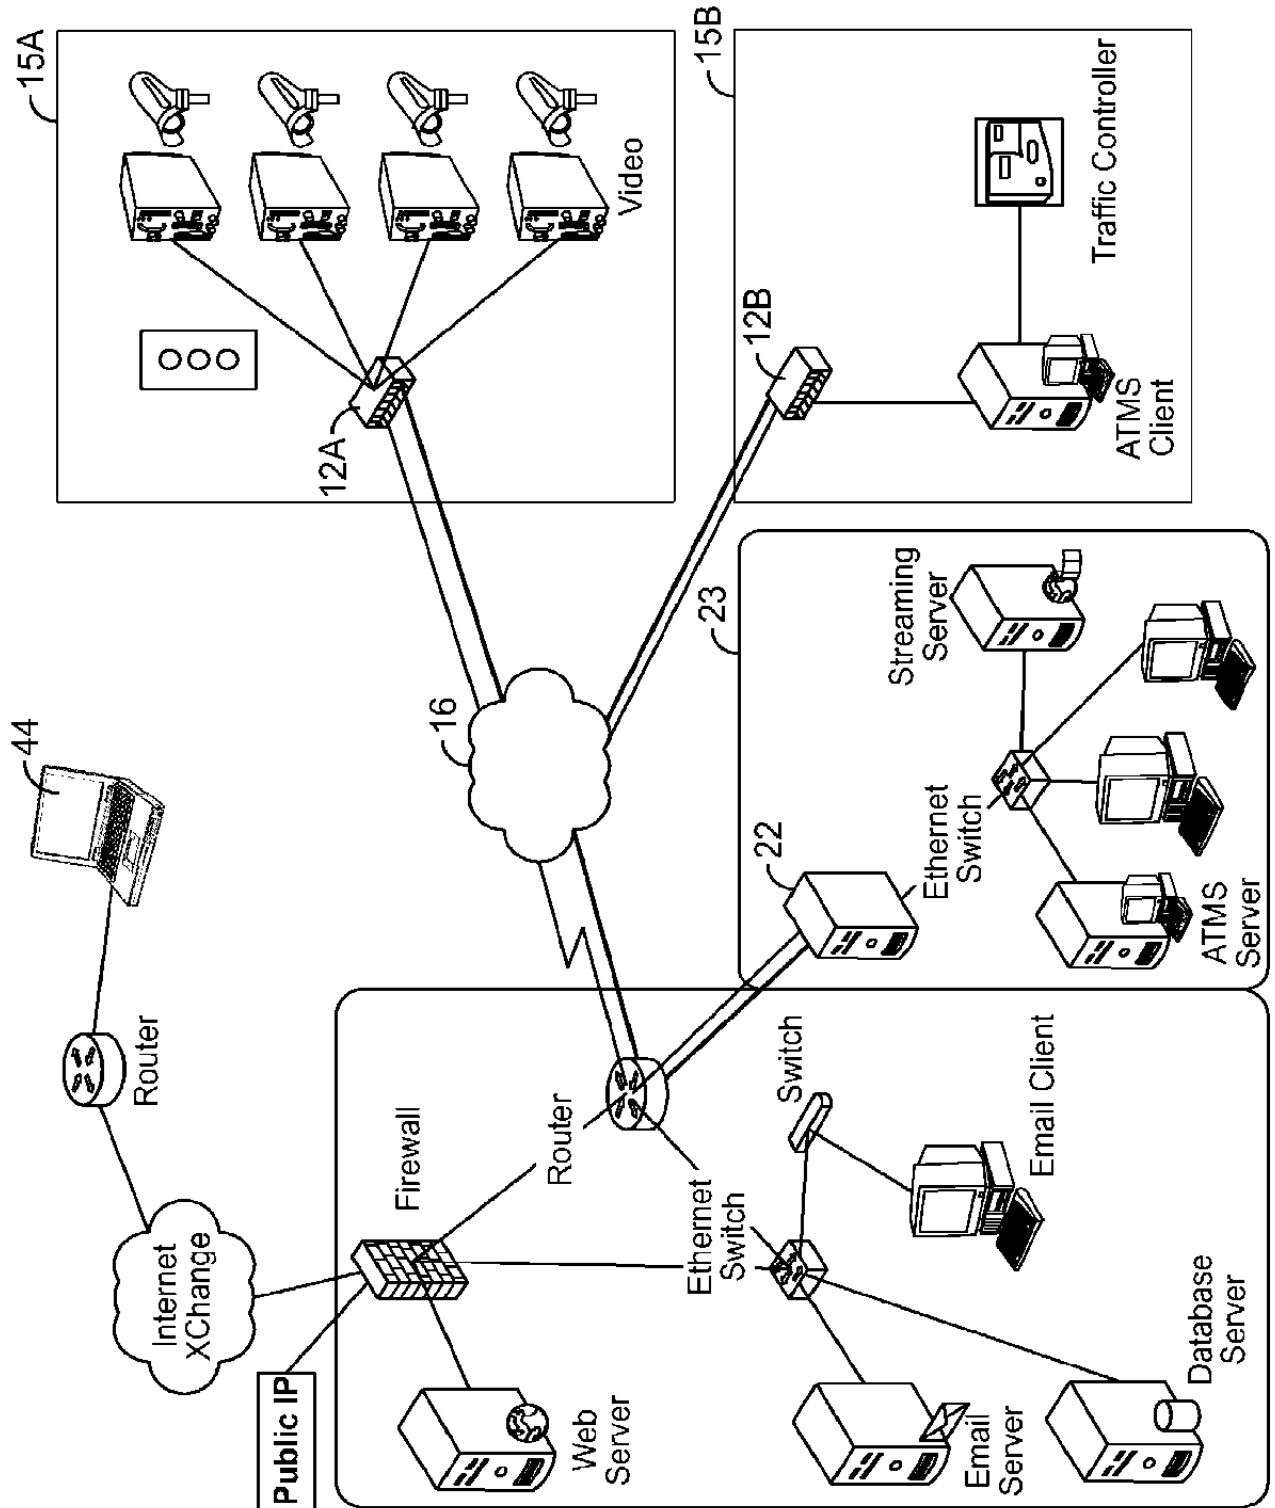 44
15A
Router
Internet
XChange
Public IP
12A
Firewall
16
Router
Web
Server
Video
Ethernet
Switch
23
15B
12B
22
Switch
Streaming
Server
Ethernet
Switch
Email
Server
Email Client
Traffic Controller
ATMS
Client
Database
Server
ATMS
Server